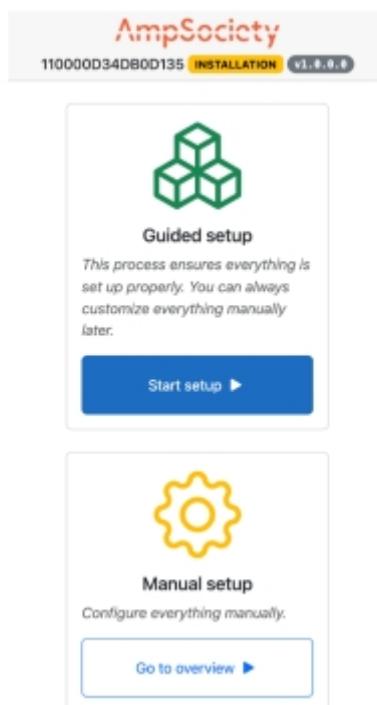 AmpSociety
110000D34DB0D135 INSTALLATION v1.0.0.0
Guided setup
This process ensures everything is
set up properly. You can always
customize everything manually
later.
Start setup ▶
Manual setup
Configure everything manually.
Go to overview ▶